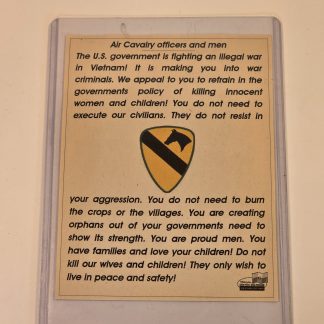 Air Cavalry officers and men
The U.S. government is fighting an illegal war
in Vietnam! It is making you into war
criminals. We appeal to you to refrain in the
governments policy of killing innocent
women and children! You do not need to
execute our civilians. They do not resist in
your aggression. You do not need to burn
the crops or the villages. You are creating
orphans out of your governments need to
show its strength. You are proud men. You
have families and love your children! Do not
kill our wives and children! They only wish to
live in peace and safety!